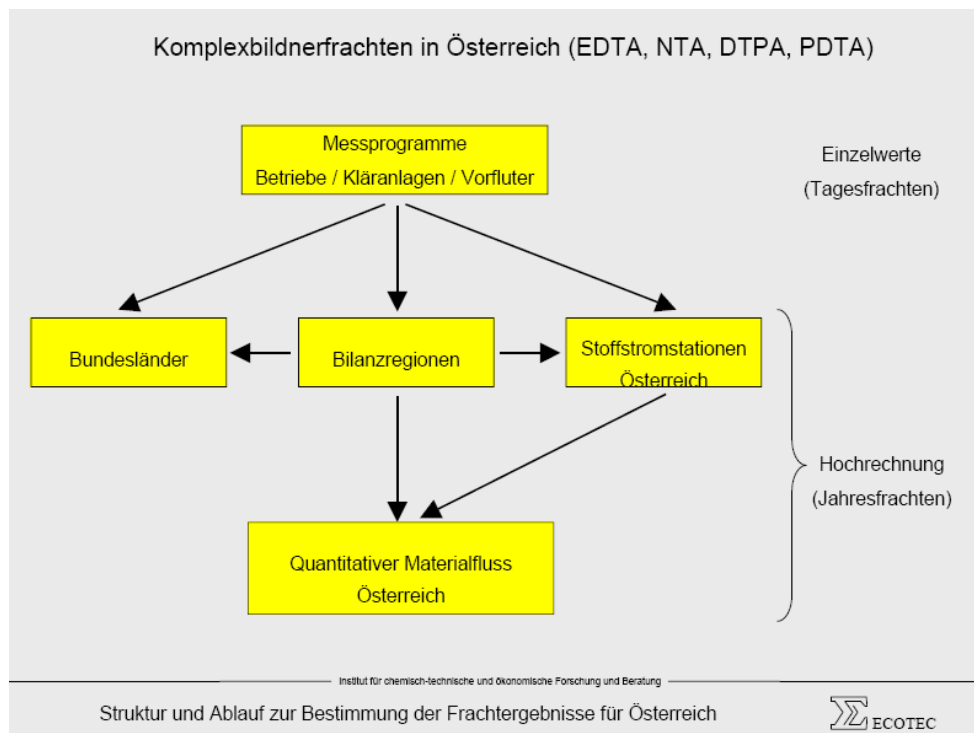 Komplexbildnerfrachten in Österreich (EDTA, NTA, DTPA, PDTA)
Messprogramme
Betriebe / Kläranlagen / Vorfluter
Einzelwerte
(Tagesfrachten)
Bundesländer
Bilanzregionen
Stoffstromstationen
Österreich
Hochrechnung
(Jahresfrachten)
Quantitativer Materialfluss
Österreich
Institut für chemisch-technische und ökonomische Forschung und Beratung
Struktur und Ablauf zur Bestimmung der Frachtergebnisse für Österreich
ECOTEC